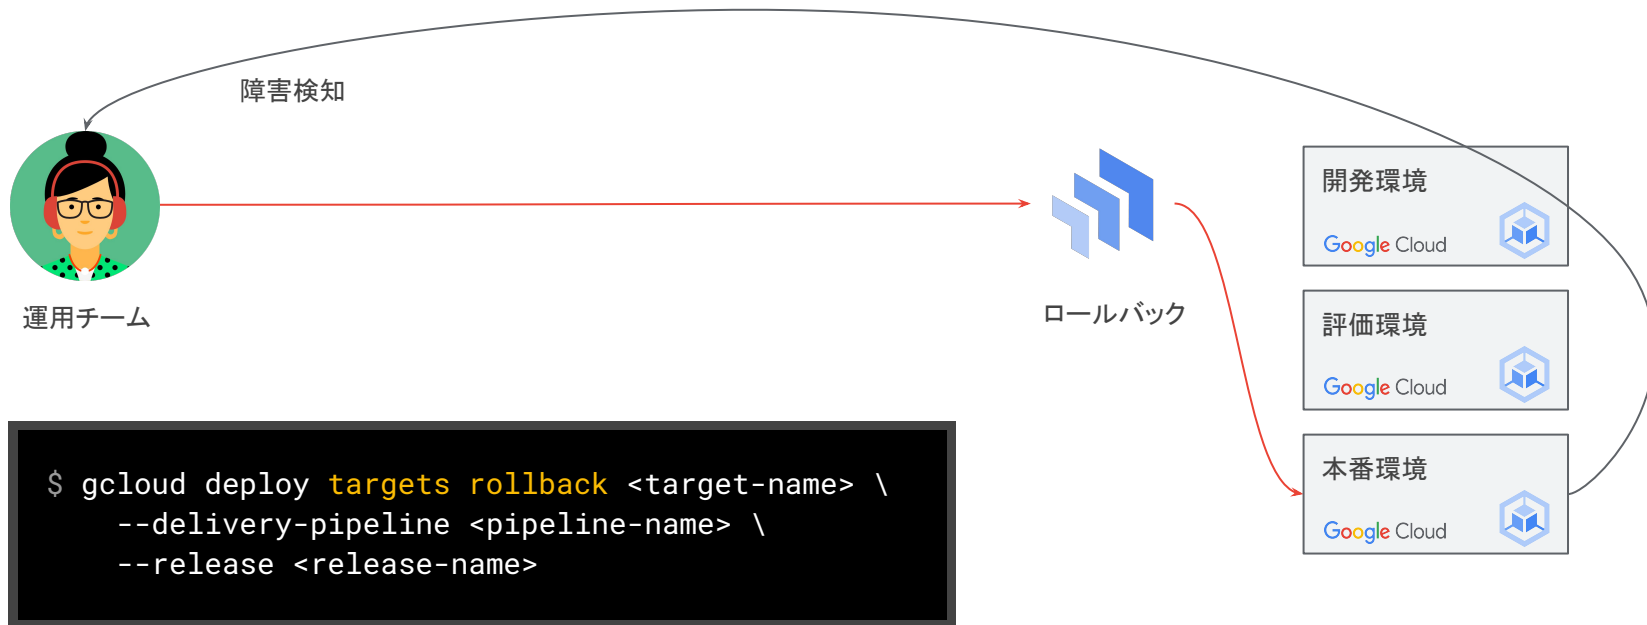 障害検知
運用チーム
ロールバック
開発環境
Google Cloud
評価環境
Google Cloud
本番環境
Google Cloud
$ gcloud deploy targets rollback <target-name> \
--delivery-pipeline <pipeline-name> \
--release <release-name>